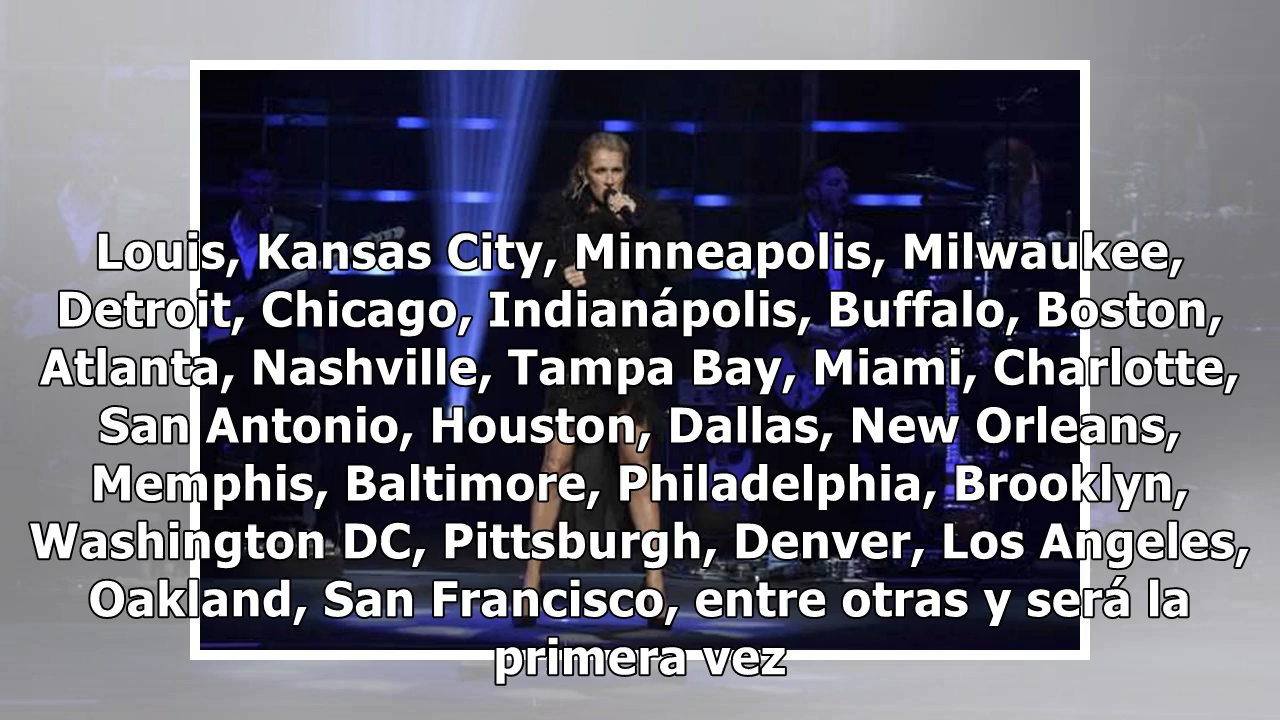 Louis, Kansas City, Minneapolis, Milwaukee,
Detroit, Chicago, Indianápolis, Buffalo, Boston,
Atlanta, Nashville, Tampa Bay, Miami, Charlotte,
San Antonio, Houston, Dallas, New Orleans,
Memphis, Baltimore, Philadelphia, Brooklyn,
Washington DC, Pittsburgh, Denver, Los Angeles,
Oakland, San Francisco, entre otras y será la
primera vez